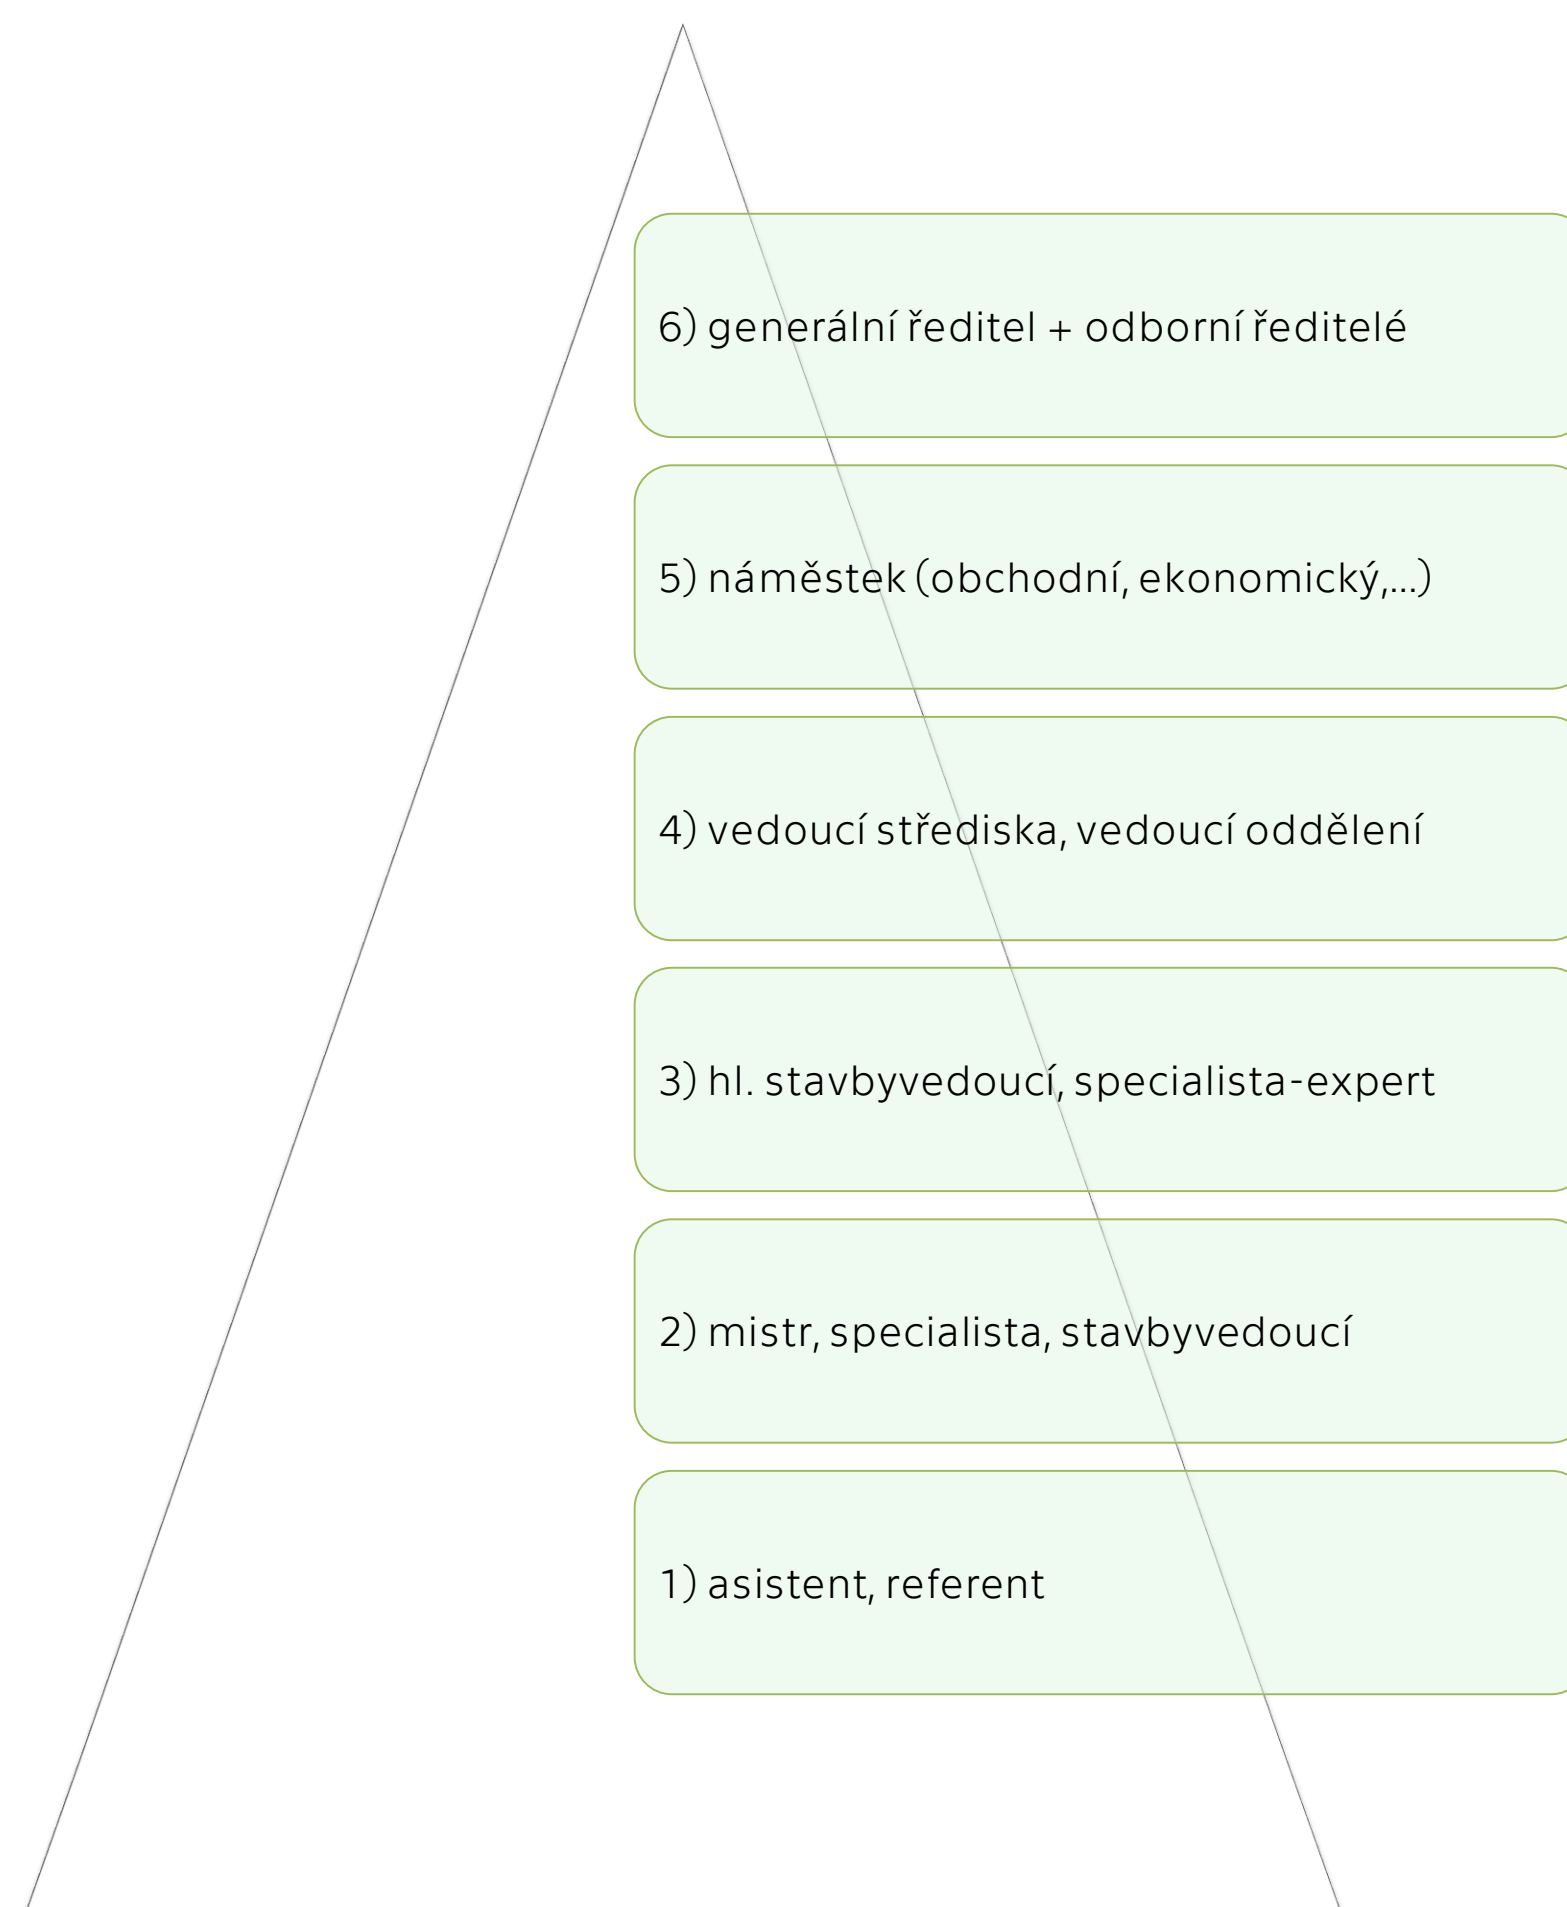 6) generální ředitel + odborní ředitelé
5) náměstek (obchodní, ekonomický,...)
4) vedoucí střediska, vedoucí oddělení
3) hl. stavbyvedoucí, specialista-expert
2) mistr, specialista, stavbyvedoucí
1) asistent, referent